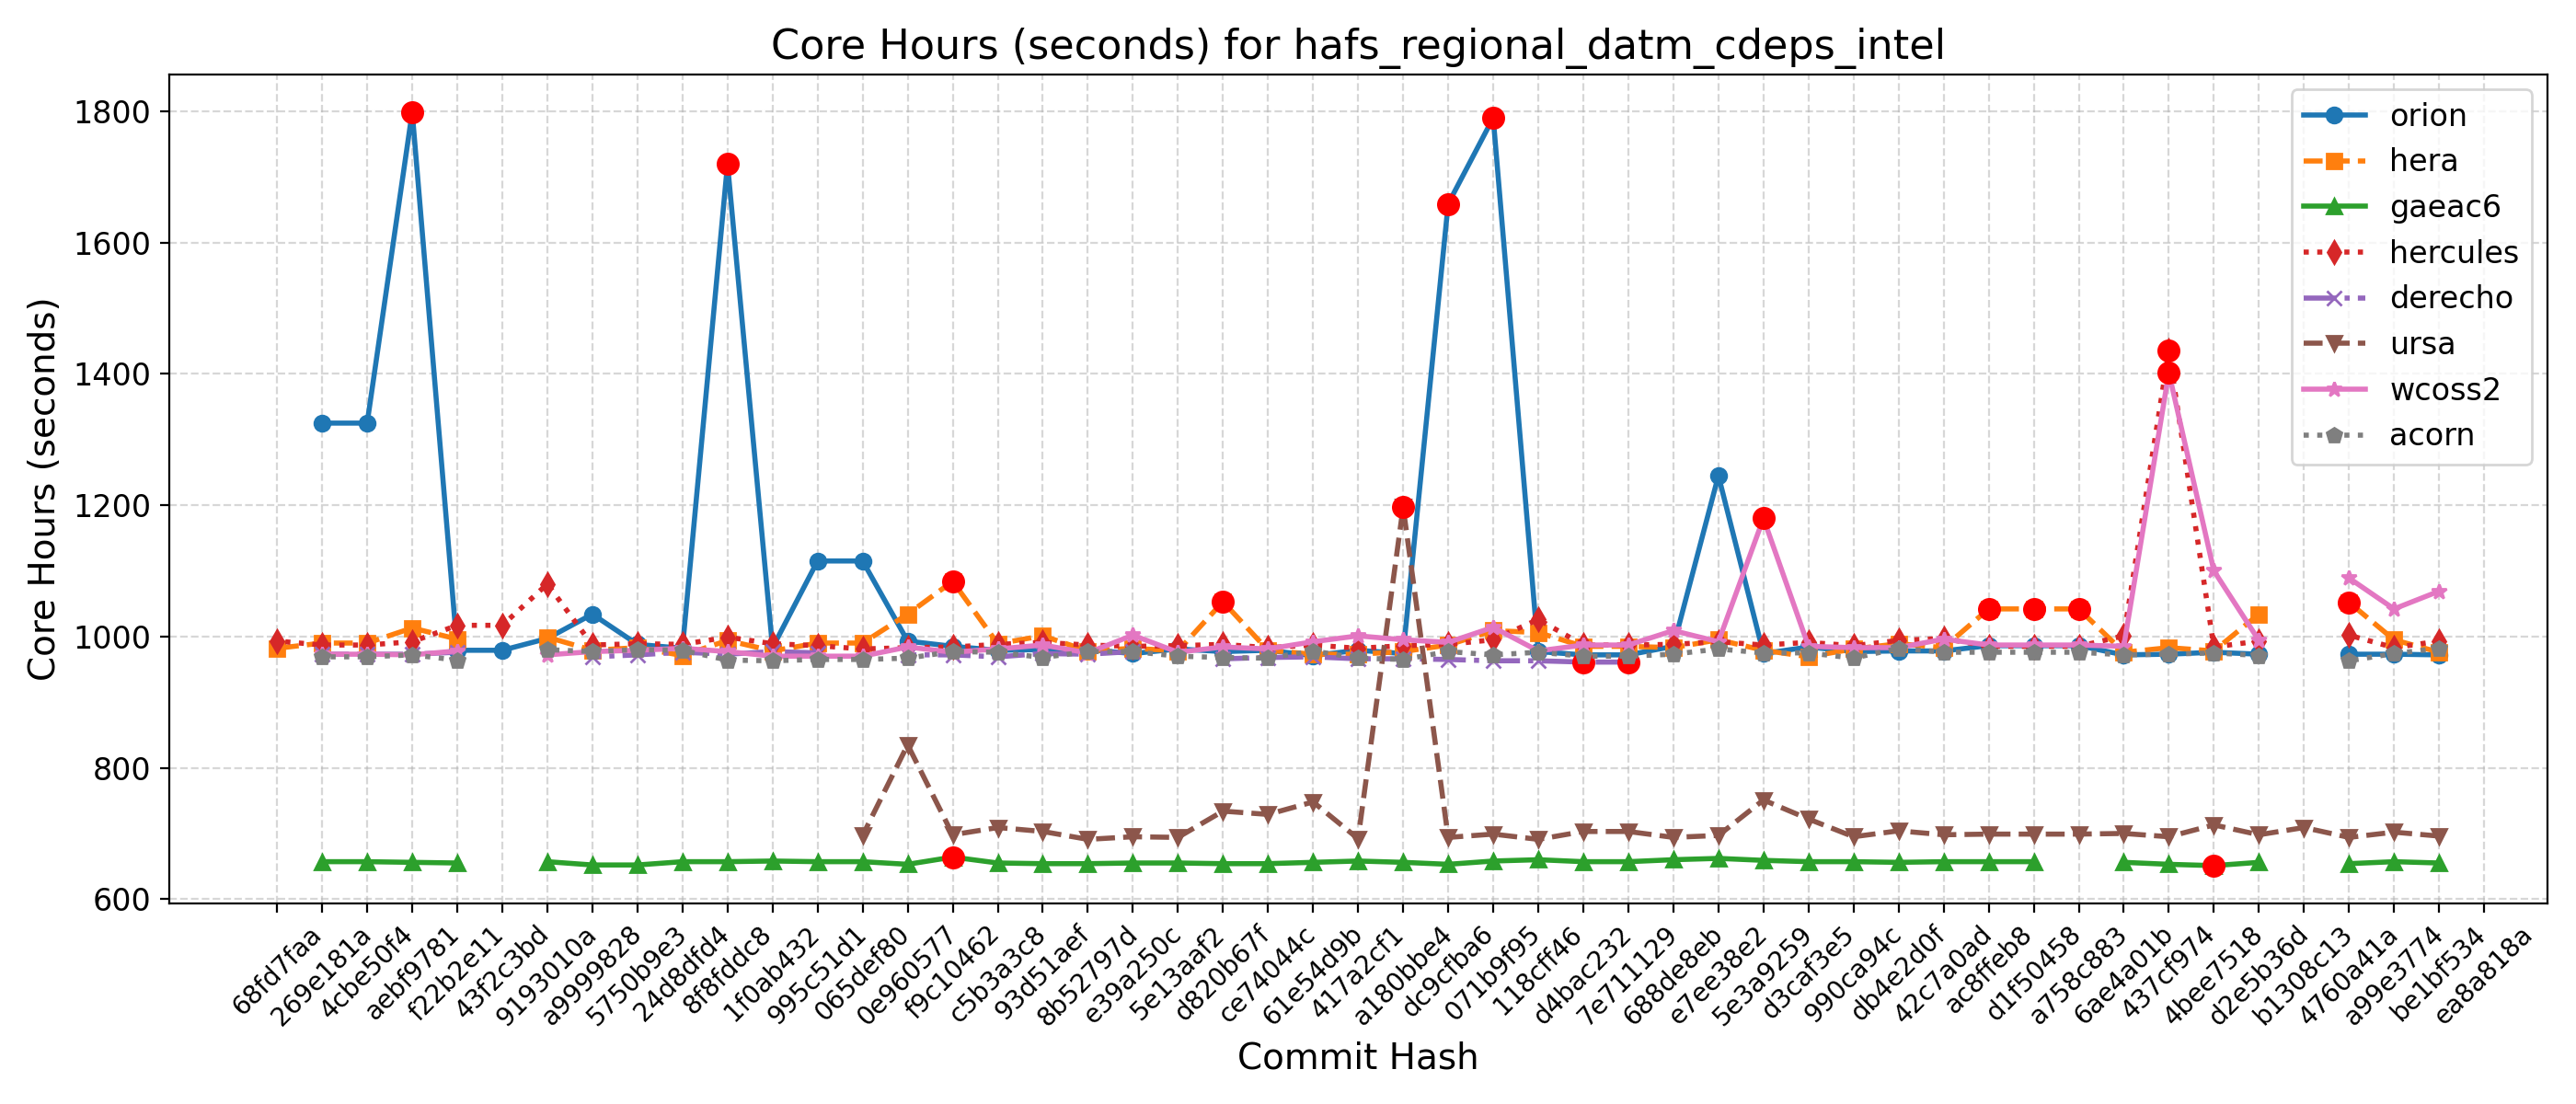 Core Hours (seconds) for hafs_regional_datm_cdeps_intel
Core Hours (seconds)
1800
1600
1400
1200
1000
800
600
orion
hera
gaeac6
hercules
derecho
ursa
wcoss2
acorn
68fd7faa
269e181a
4cbe50f4
aebf9781
f22b2e11
43f2c3bd
9193010a
a9999828
5750b9e3
24d8dfd4
8f8fddc8
1f0ab432
995c51d1
065def80
0e960577
f9c10462
c5b3a3c8
93d51aef
8b52797d
e39a250c
5e13aaf2
d820b67f
ce74044c
61e54d9b
417a2cf1
a180bbe4
dc9cfba6
071b9f95
118cff46
d4bac232
7e711129
688de8eb
e7ee38e2
5e3a9259
d3caf3e5
990ca94c
db4e2d0f
42c7a0ad
ac8ffeb8
d1f50458
a758c883
6ae4a01b
437cf974
4bee7518
d2e5b36d
b1308c13
4760a41a
a99e3774
be1bf534
ea8a818a
Commit Hash